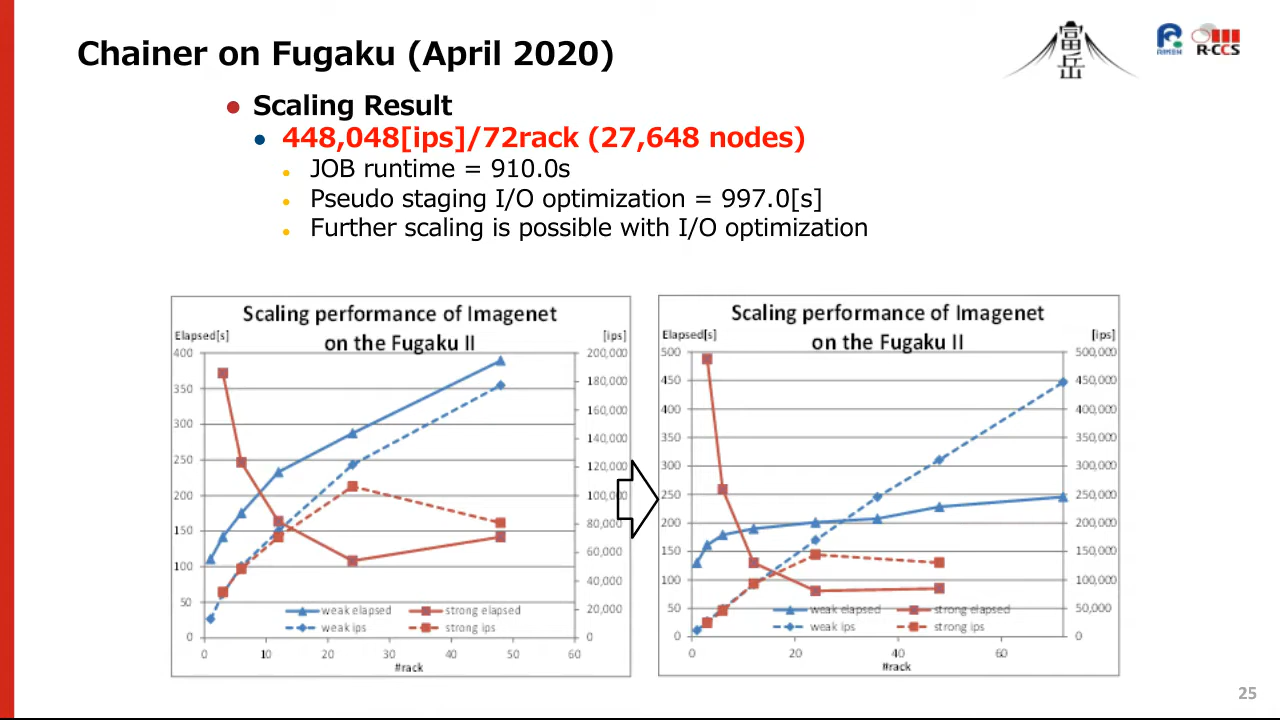 Chainer on Fugaku (April 2020)
富岳
RIKEN
R-CCS
Scaling Result
448,048[ips]/72rack (27,648 nodes)
JOB runtime = 910.0s
Pseudo staging I/O optimization = 997.0[s]
Further scaling is possible with I/O optimization
Scaling performance of Imagenet
on the Fugaku II
Elapsed[s]
[ips]
400
350
300
250
200
150
100
50
0
200,000
180,000
160,000
140,000
120,000
100,000
80,000
60,000
40,000
20,000
0
weak elapsed
strong elapsed
weak ips
strong ips
0 10 20 30 40 50 60
#rack
Scaling performance of Imagenet
on the Fugaku II
Elapsed[s]
[ips]
500
450
400
350
300
250
200
150
100
50
0
500,000
450,000
400,000
350,000
300,000
250,000
200,000
150,000
100,000
50,000
0
weak elapsed
strong elapsed
weak ips
strong ips
0 20 40 60
#rack
25